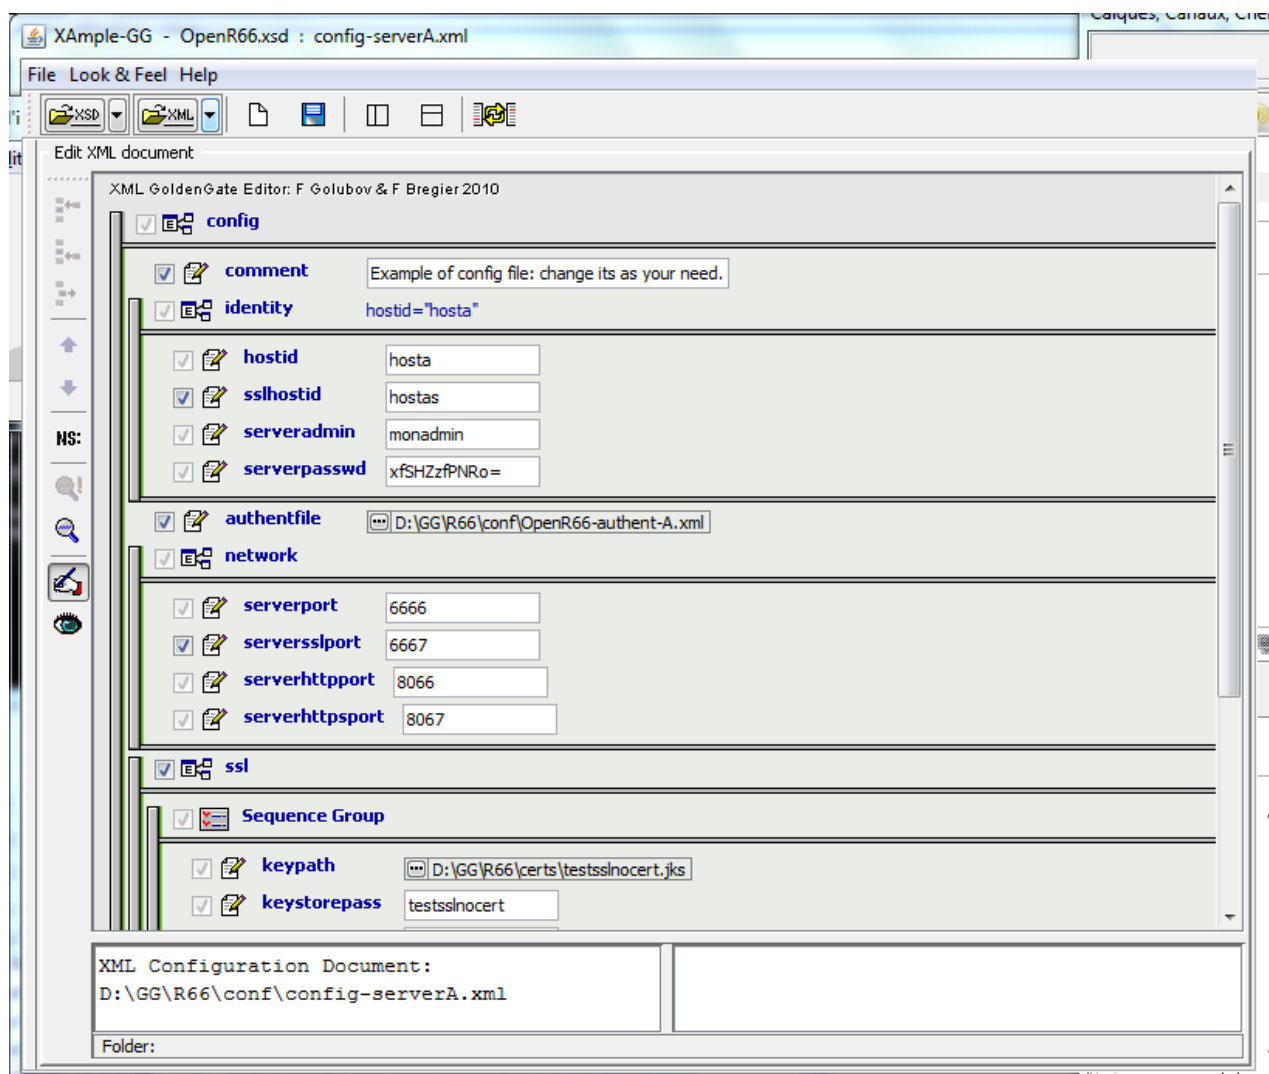 Calques, Canaux, Che
XAmple-GG - OpenR66.xsd : config-serverA.xml
File Look & Feel Help
XSD XML
Edit XML document
XML GoldenGate Editor: F Golubov & F Bregier 2010
E config
comment Example of config file: change its as your need.
E identity hostid="hosta"
hostid hosta
sslhostid hostas
NS: serveradmin monadmin
serverpasswd xfSHZzfPNRo=
authentfile D:\GG\R66\conf\OpenR66-authent-A.xml
E network
serverport 6666
serversslport 6667
serverhttpport 8066
serverhttpsport 8067
E ssl
Sequence Group
keypath D:\GG\R66\certs\testsslnocert.jks
keystorepass testsslnocert
XML Configuration Document:
D:\GG\R66\conf\config-serverA.xml
Folder: